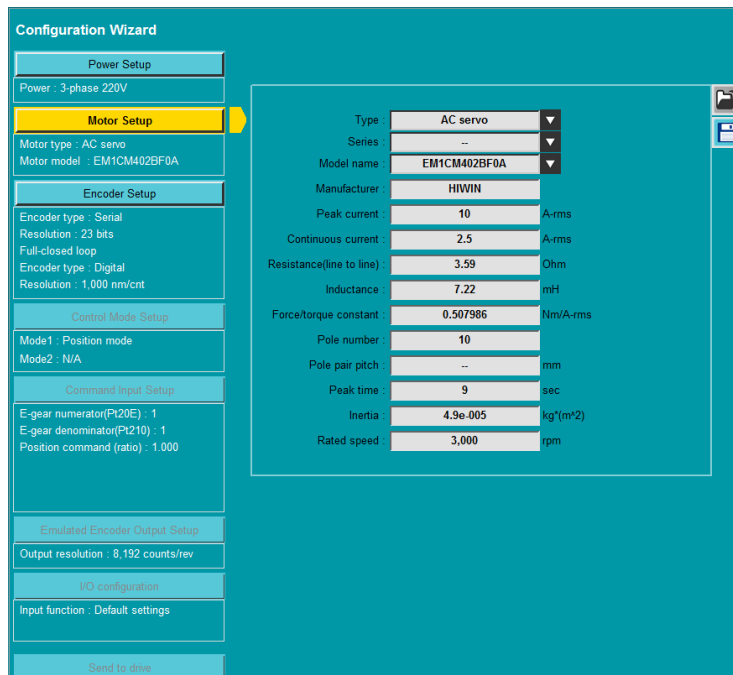 Configuration Wizard
Power Setup
Power : 3-phase 220V
Motor Setup
Motor type : AC servo
Motor model : EM1CM402BF0A
Encoder Setup
Encoder type : Serial
Resolution : 23 bits
Full-closed loop
Encoder type : Digital
Resolution : 1,000 nm/cnt
Control Mode Setup
Mode1 : Position mode
Mode2 : N/A
Command Input Setup
E-gear numerator(Pt20E) : 1
E-gear denominator(Pt210) : 1
Position command (ratio) : 1.000
Emulated Encoder Output Setup
Output resolution : 8,192 counts/rev
I/O configuration
Input function : Default settings
Send to drive
Type : AC servo
Series : --
Model name : EM1CM402BF0A
Manufacturer : HIWIN
Peak current : 10 A-rms
Continuous current : 2.5 A-rms
Resistance(line to line) : 3.59 Ohm
Inductance : 7.22 mH
Force/torque constant : 0.507986 Nm/A-rms
Pole number : 10
Pole pair pitch : -- mm
Peak time : 9 sec
Inertia : 4.9e-005 kg*(m^2)
Rated speed : 3,000 rpm